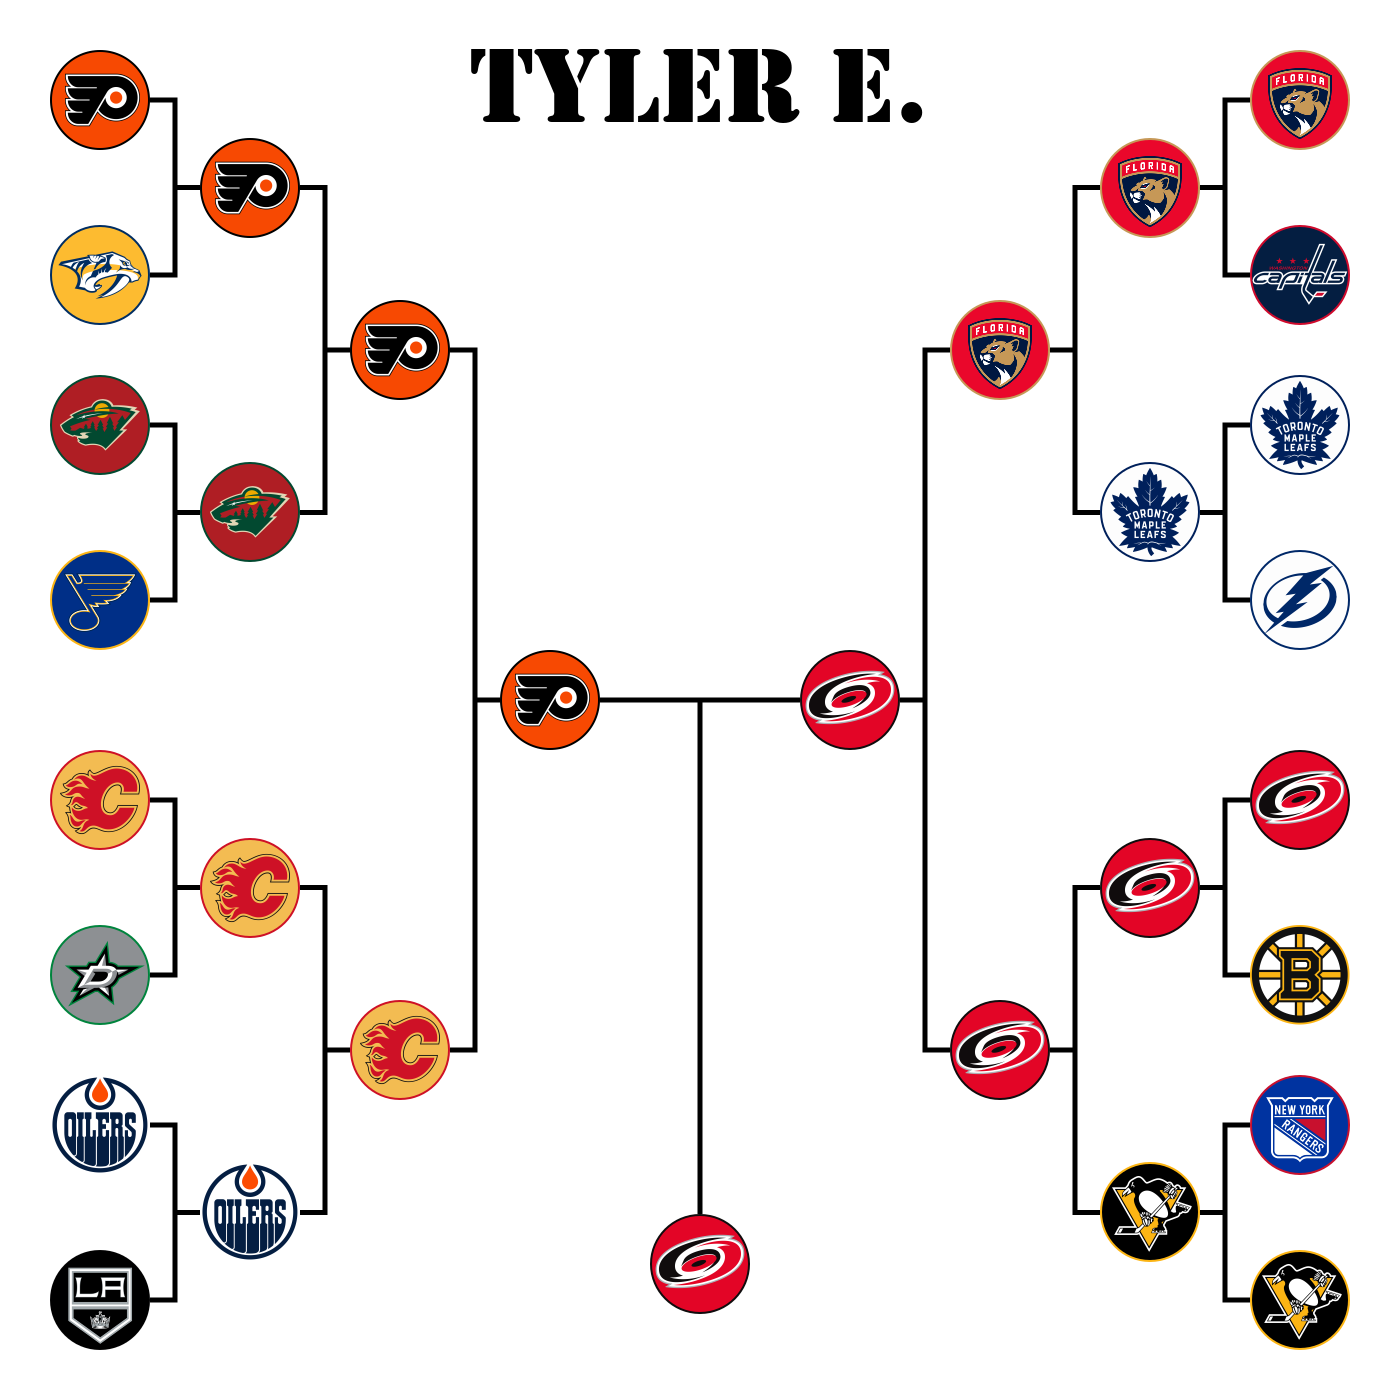 TYLER E.
FLORIDA
FLORIDA
capitals
FLORIDA
TORONTO
MAPLE
LEAFS
TORONTO
MAPLE
LEAFS
C
C
B
D
C
OILERS
NEW YORK
RANGERS
OILERS
LA